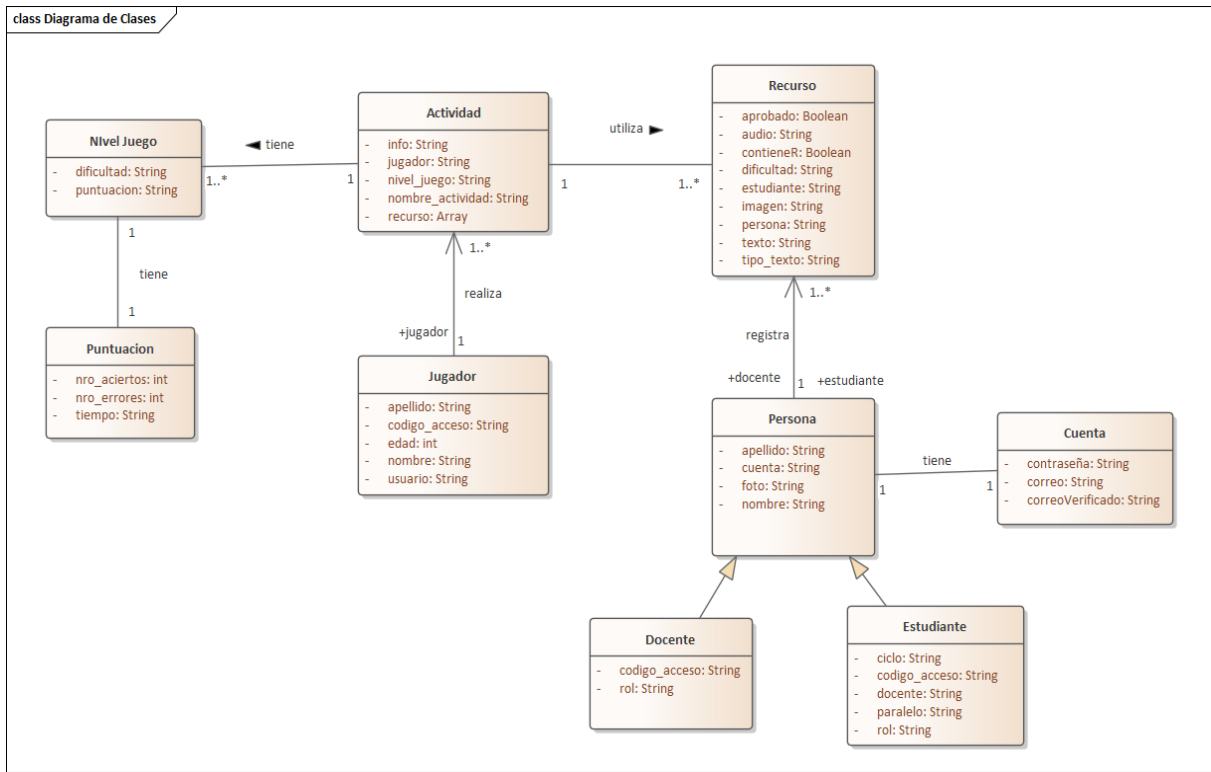 class Diagrama de Clases
NIvel Juego
- dificultad: String
- puntuacion: String
tiene
1..*
1
Actividad
- info: String
- jugador: String
- nivel_juego: String
- nombre_actividad: String
- recurso: Array
utiliza
1
1..*
Recurso
- aprobado: Boolean
- audio: String
- contieneR: Boolean
- dificultad: String
- estudiante: String
- imagen: String
- persona: String
- texto: String
- tipo_texto: String
1
tiene
1
Puntuacion
- nro_aciertos: int
- nro_errores: int
- tiempo: String
1..*
realiza
+jugador
1
Jugador
- apellido: String
- codigo_acceso: String
- edad: int
- nombre: String
- usuario: String
1..*
registra
+docente
1
+estudiante
Persona
- apellido: String
- cuenta: String
- foto: String
- nombre: String
tiene
1
1
Cuenta
- contraseña: String
- correo: String
- correoVerificado: String
Docente
- codigo_acceso: String
- rol: String
Estudiante
- ciclo: String
- codigo_acceso: String
- docente: String
- paralelo: String
- rol: String